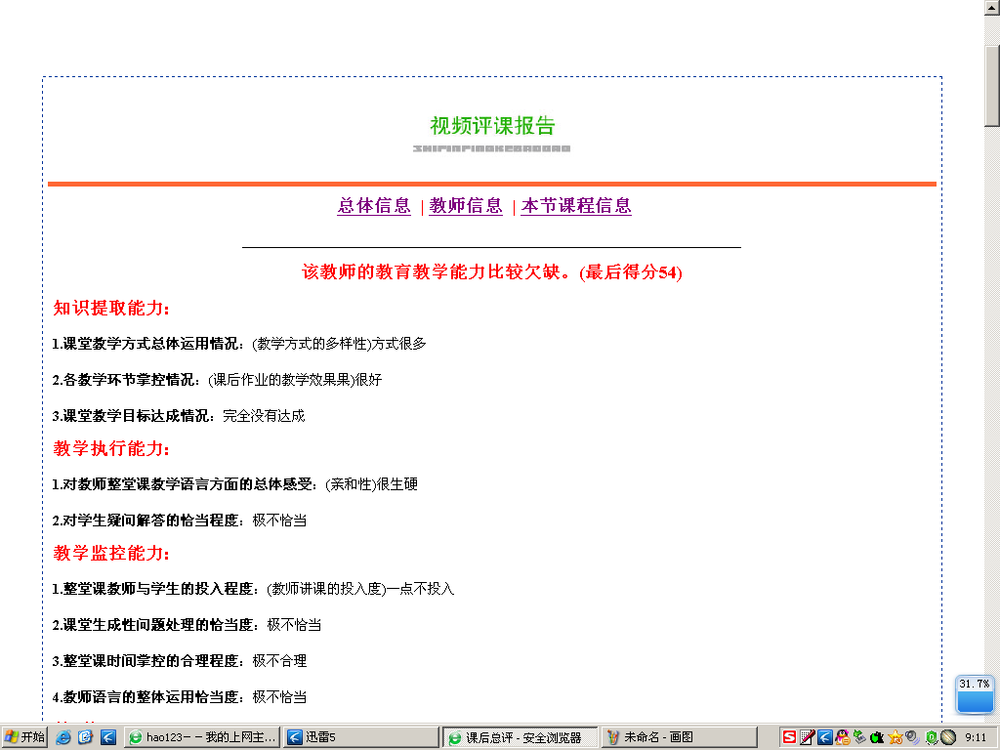 视频评课报告
SHIPINPINGKEBAOGAO
总体信息 | 教师信息 | 本节课程信息
该教师的教育教学能力比较欠缺。(最后得分54)
知识提取能力：
1.课堂教学方式总体运用情况：(教学方式的多样性)方式很多
2.各教学环节掌控情况：(课后作业的教学效果果)很好
3.课堂教学目标达成情况：完全没有达成
教学执行能力：
1.对教师整堂课教学语言方面的总体感受：(亲和性)很生硬
2.对学生疑问解答的恰当程度：极不恰当
教学监控能力：
1.整堂课教师与学生的投入程度：(教师讲课的投入度)一点不投入
2.课堂生成性问题处理的恰当度：极不恰当
3.整堂课时间掌控的合理程度：极不合理
4.教师语言的整体运用恰当度：极不恰当
31.7%
开始 hao123－－我的上网主... 迅雷5 课后总评 - 安全浏览器 未命名 - 画图 9:11